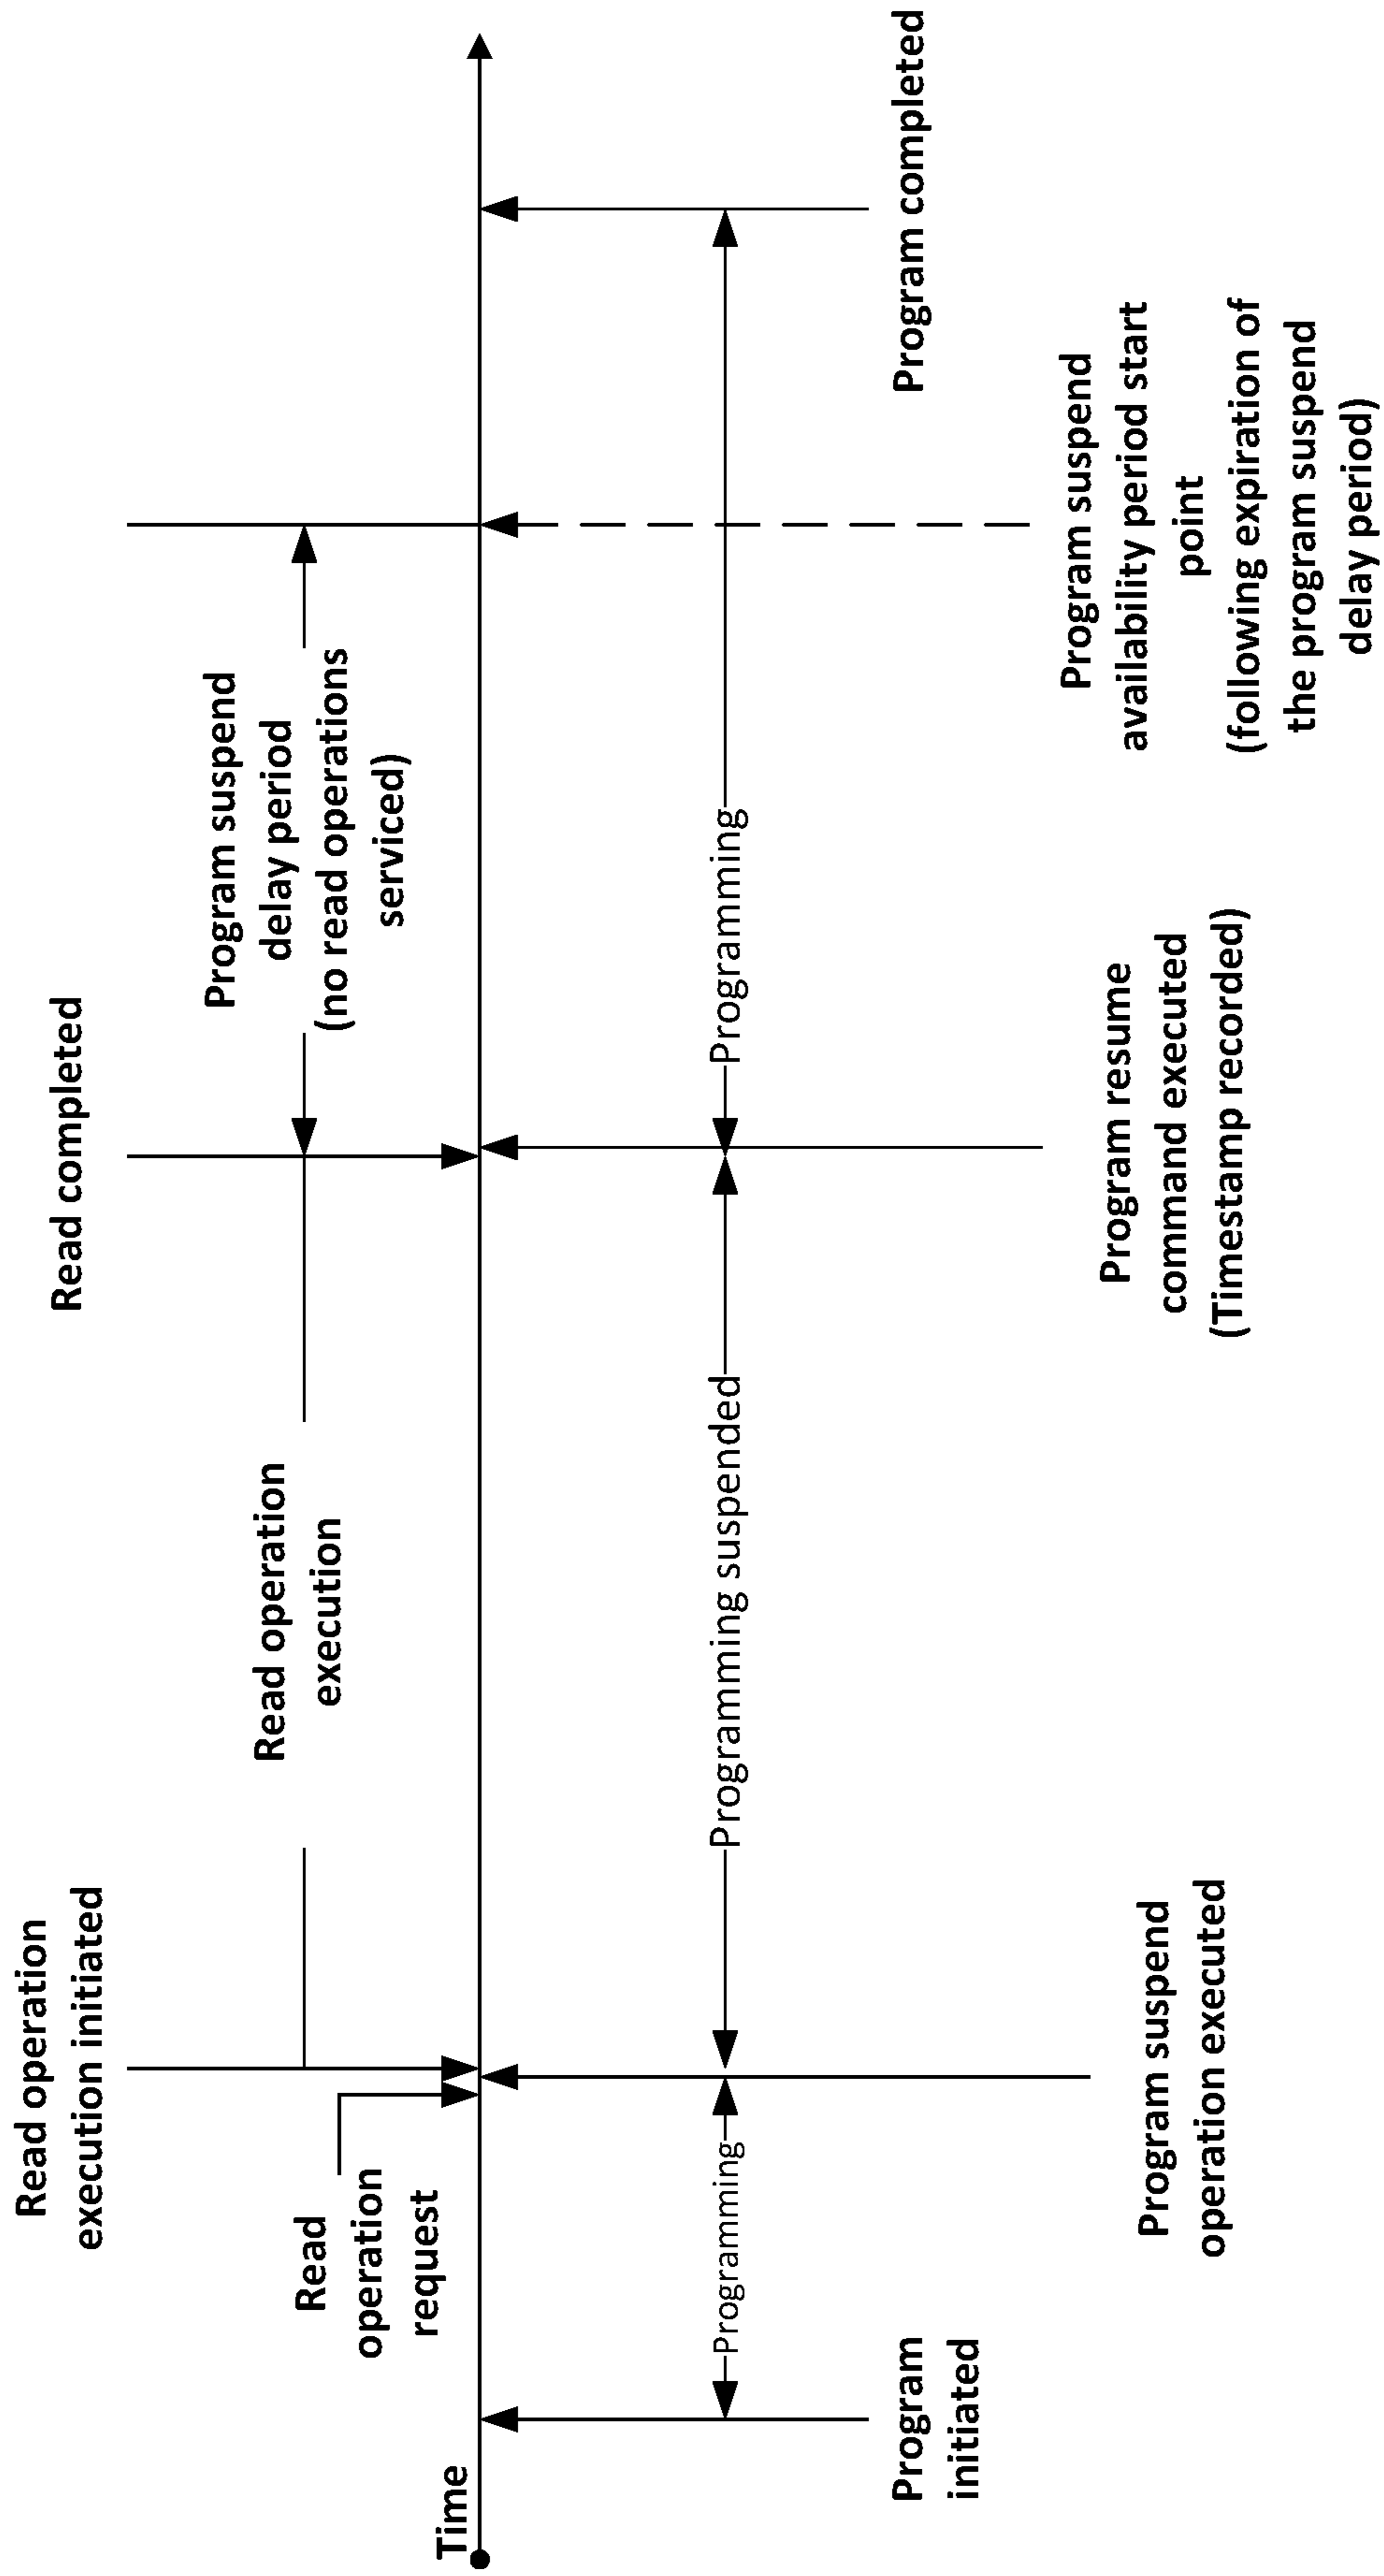 Time
Program
initiated
Programming
Read
operation
request
Read operation
execution initiated
Program suspend
operation executed
Read operation
execution
Programming suspended
Read completed
Program resume
command executed
(Timestamp recorded)
Program suspend
delay period
(no read operations
serviced)
Programming
Program suspend
availability period start
point
(following expiration of
the program suspend
delay period)
Program completed